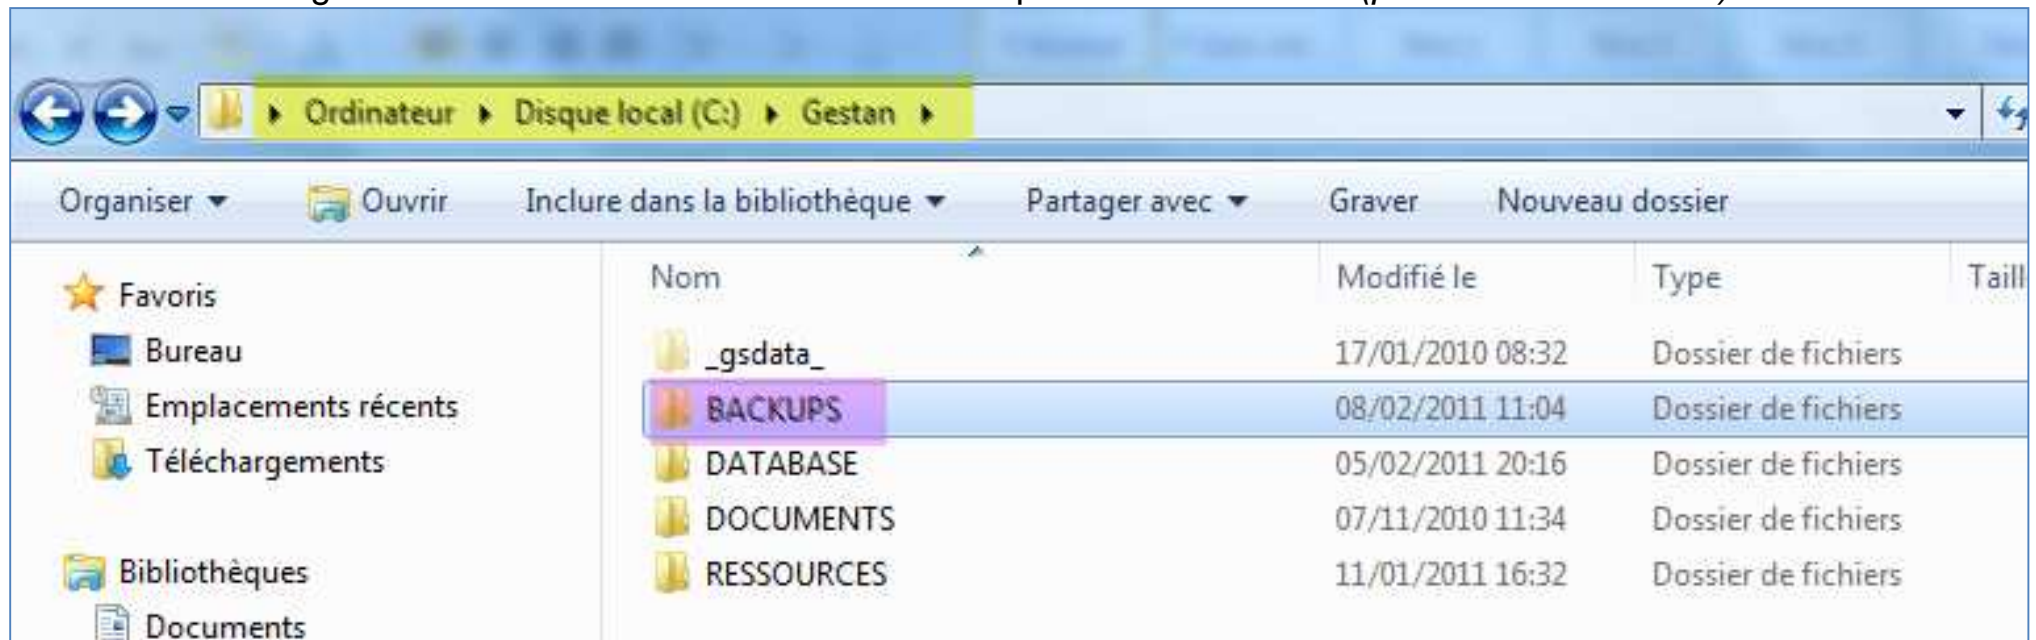 Ordinateur Disque local (C:) Gestan
Organiser Ouvrir Inclure dans la bibliothèque Partager avec Graver Nouveau dossier
Nom Modifié le Type Taill
Favoris
Bureau
Emplacements récents
Téléchargements
Bibliothèques
Documents
_gsdata_ 17/01/2010 08:32 Dossier de fichiers
BACKUPS 08/02/2011 11:04 Dossier de fichiers
DATABASE 05/02/2011 20:16 Dossier de fichiers
DOCUMENTS 07/11/2010 11:34 Dossier de fichiers
RESSOURCES 11/01/2011 16:32 Dossier de fichiers